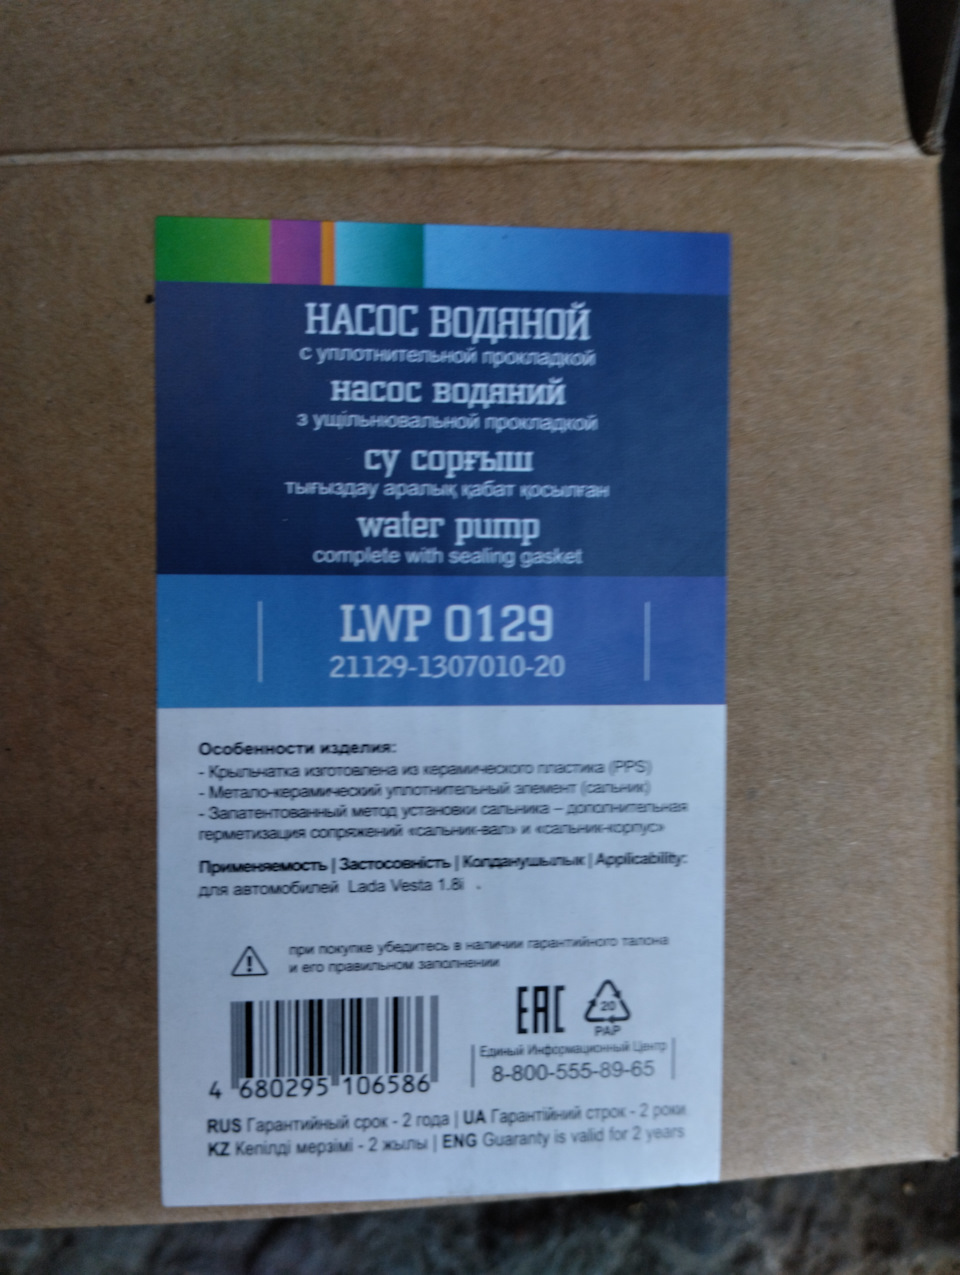 НАСОС ВОДЯНОЙ
с уплотнительной прокладкой
насос водяний
з ущільнювальной прокладкой
су сорғыш
тығыздау аралық қабат қосылған
water pump
complete with sealing gasket
LWP 0129
21129-1307010-20
Особенности изделия:
- Крыльчатка изготовлена из керамического пластика (PPS)
- Метало-керамический уплотнительный элемент (сальник)
- Запатентованный метод установки сальника – дополнительная
герметизация сопряжений «сальник-вал» и «сальник-корпус»
Применяемость | Застосовність | Колданушылык | Applicability:
для автомобилей Lada Vesta 1.8i .
при покупке убедитесь в наличии гарантийного талона
и его правильном заполнении
EAC
20
PAP
Единый Информационный Центр
8-800-555-89-65
4 680295 106586
RUS Гарантийный срок - 2 года | UA Гарантійний строк - 2 роки
KZ Кепілді мерзімі - 2 жылы | ENG Guaranty is valid for 2 years